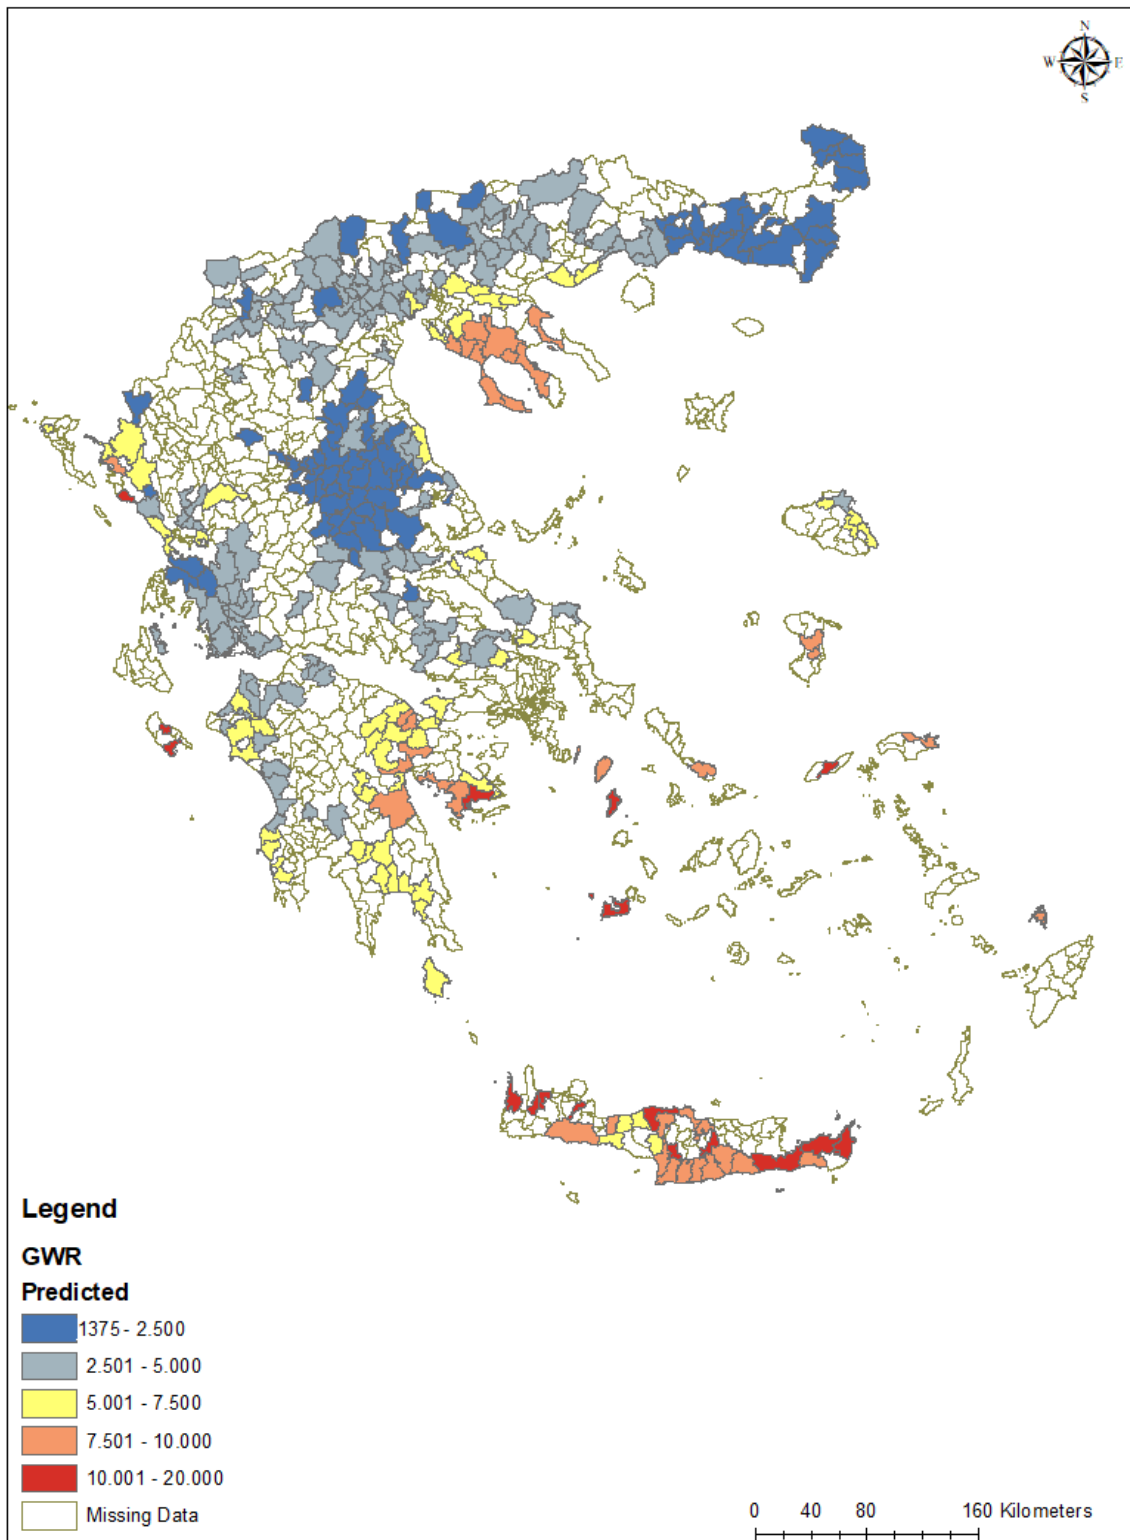 N
W E
S
Legend
GWR
Predicted
1375 - 2.500
2.501 - 5.000
5.001 - 7.500
7.501 - 10.000
10.001 - 20.000
Missing Data
0 40 80 160 Kilometers